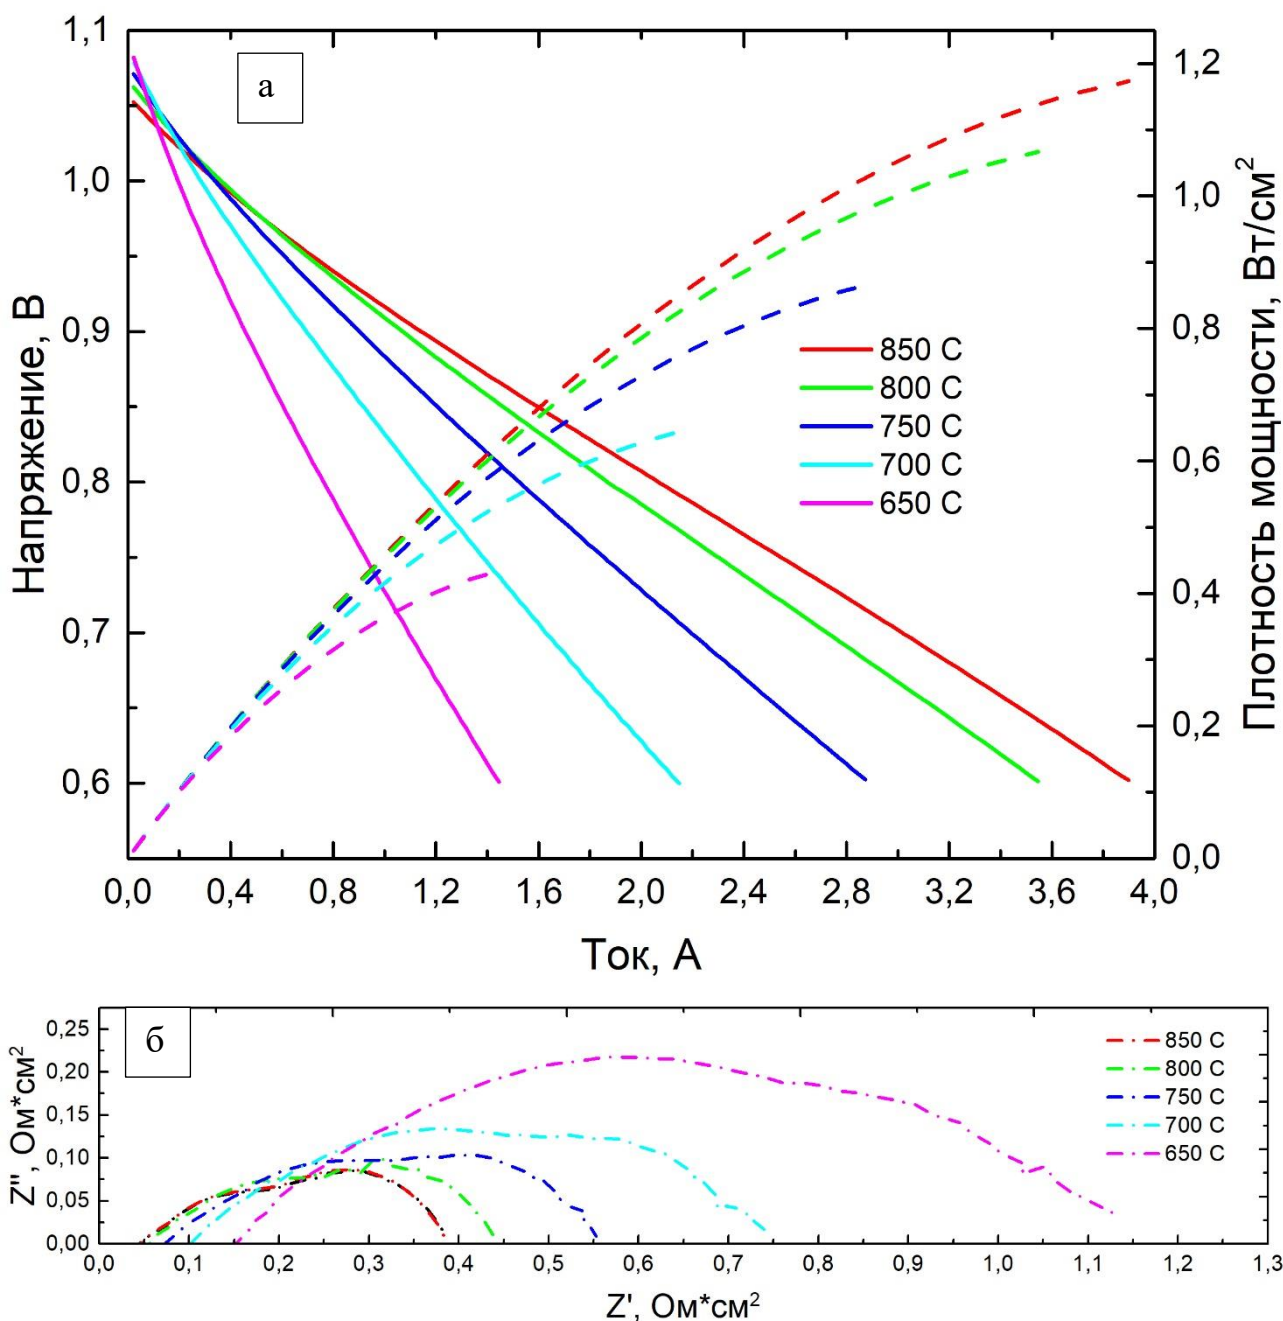 а
1,1
1,0
0,9
0,8
0,7
0,6
Напряжение, В
1,2
1,0
0,8
0,6
0,4
0,2
0,0
Плотность мощности, Вт/см²
850 C
800 C
750 C
700 C
650 C
0,0 0,4 0,8 1,2 1,6 2,0 2,4 2,8 3,2 3,6 4,0
Ток, А
б
0,25
0,20
0,15
0,10
0,05
0,00
Z'', Ом*см²
850 C
800 C
750 C
700 C
650 C
0,0 0,1 0,2 0,3 0,4 0,5 0,6 0,7 0,8 0,9 1,0 1,1 1,2 1,3
Z', Ом*см²